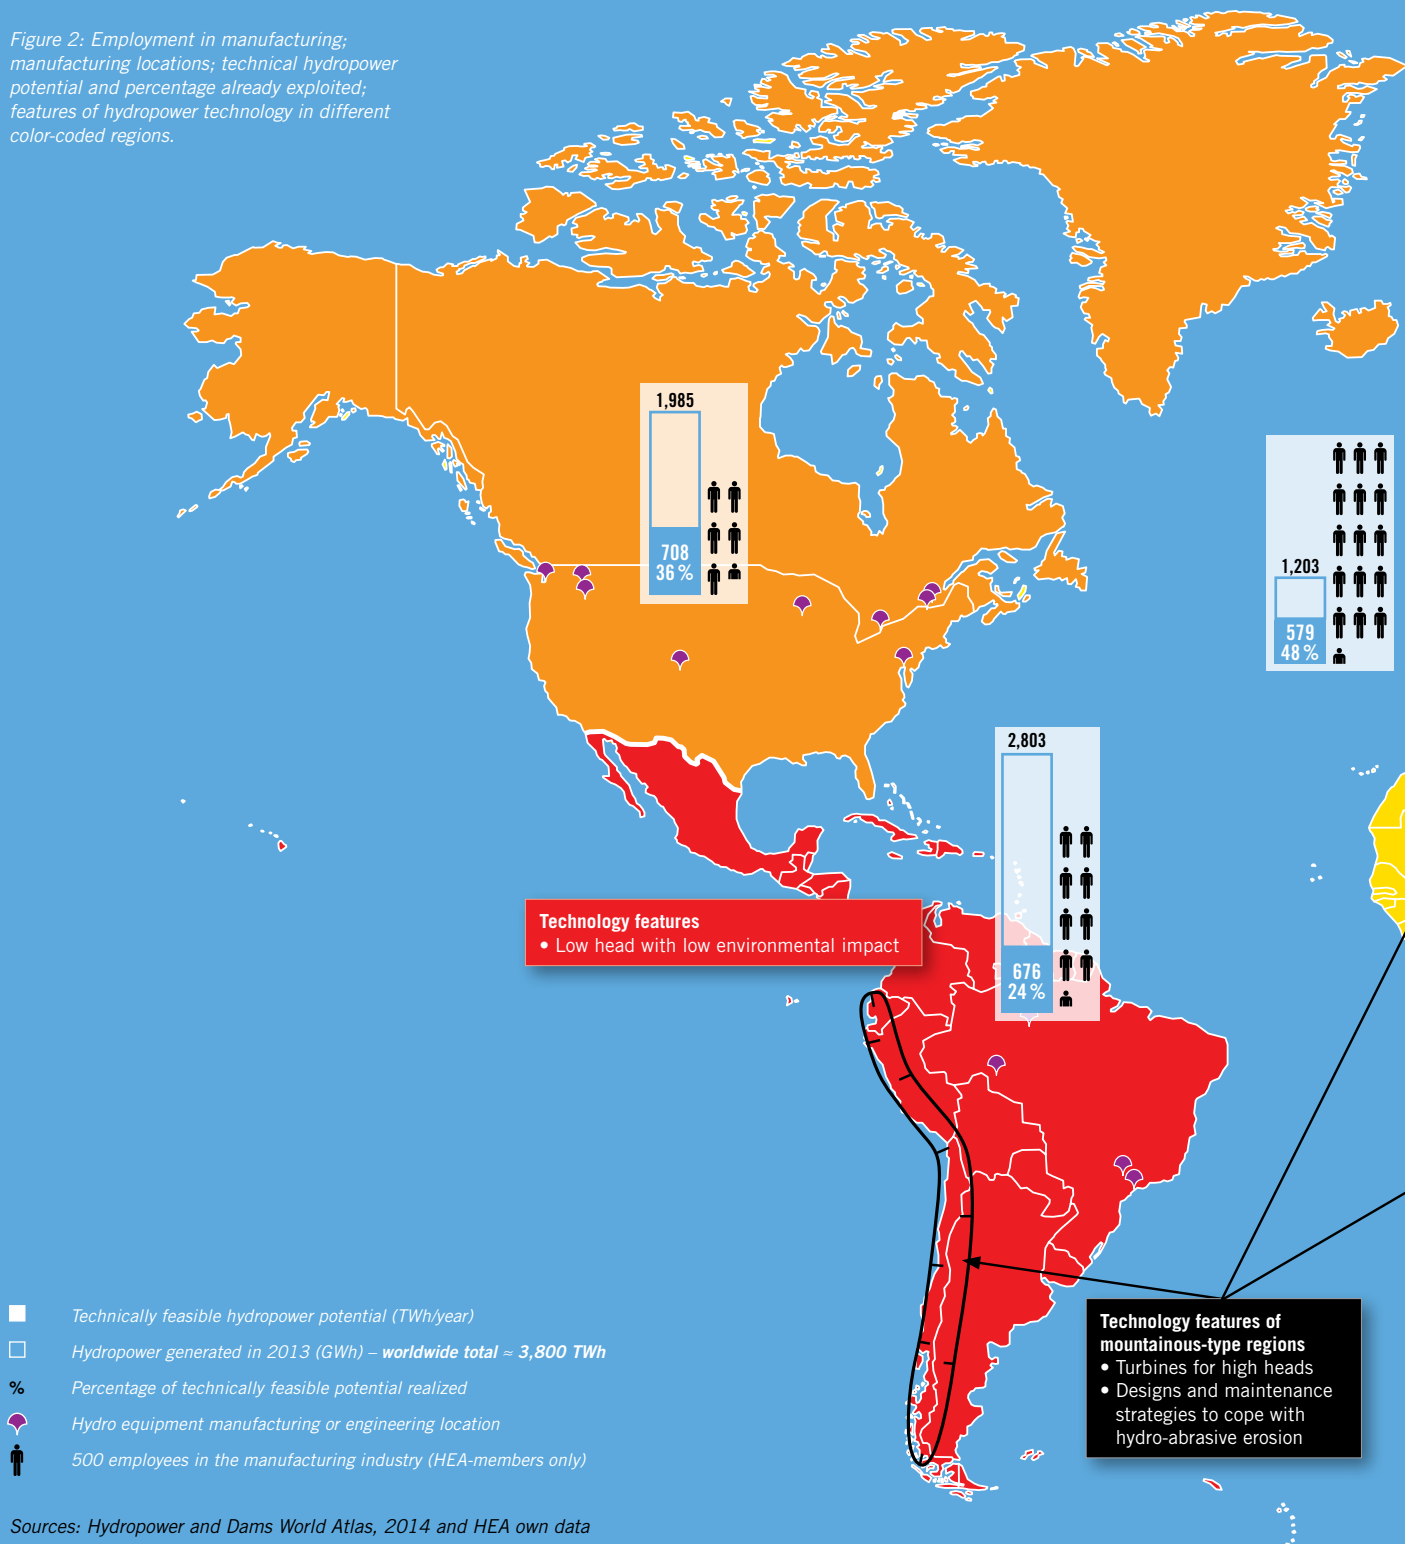 Figure 2: Employment in manufacturing;
manufacturing locations; technical hydropower
potential and percentage already exploited;
features of hydropower technology in different
color-coded regions.
1,985
708
36 %
1,203
579
48 %
2,803
676
24 %
Technology features
• Low head with low environmental impact
Technology features of
mountainous-type regions
• Turbines for high heads
• Designs and maintenance
strategies to cope with
hydro-abrasive erosion
Technically feasible hydropower potential (TWh/year)
Hydropower generated in 2013 (GWh) – worldwide total ≈ 3,800 TWh
% Percentage of technically feasible potential realized
Hydro equipment manufacturing or engineering location
500 employees in the manufacturing industry (HEA-members only)
Sources: Hydropower and Dams World Atlas, 2014 and HEA own data